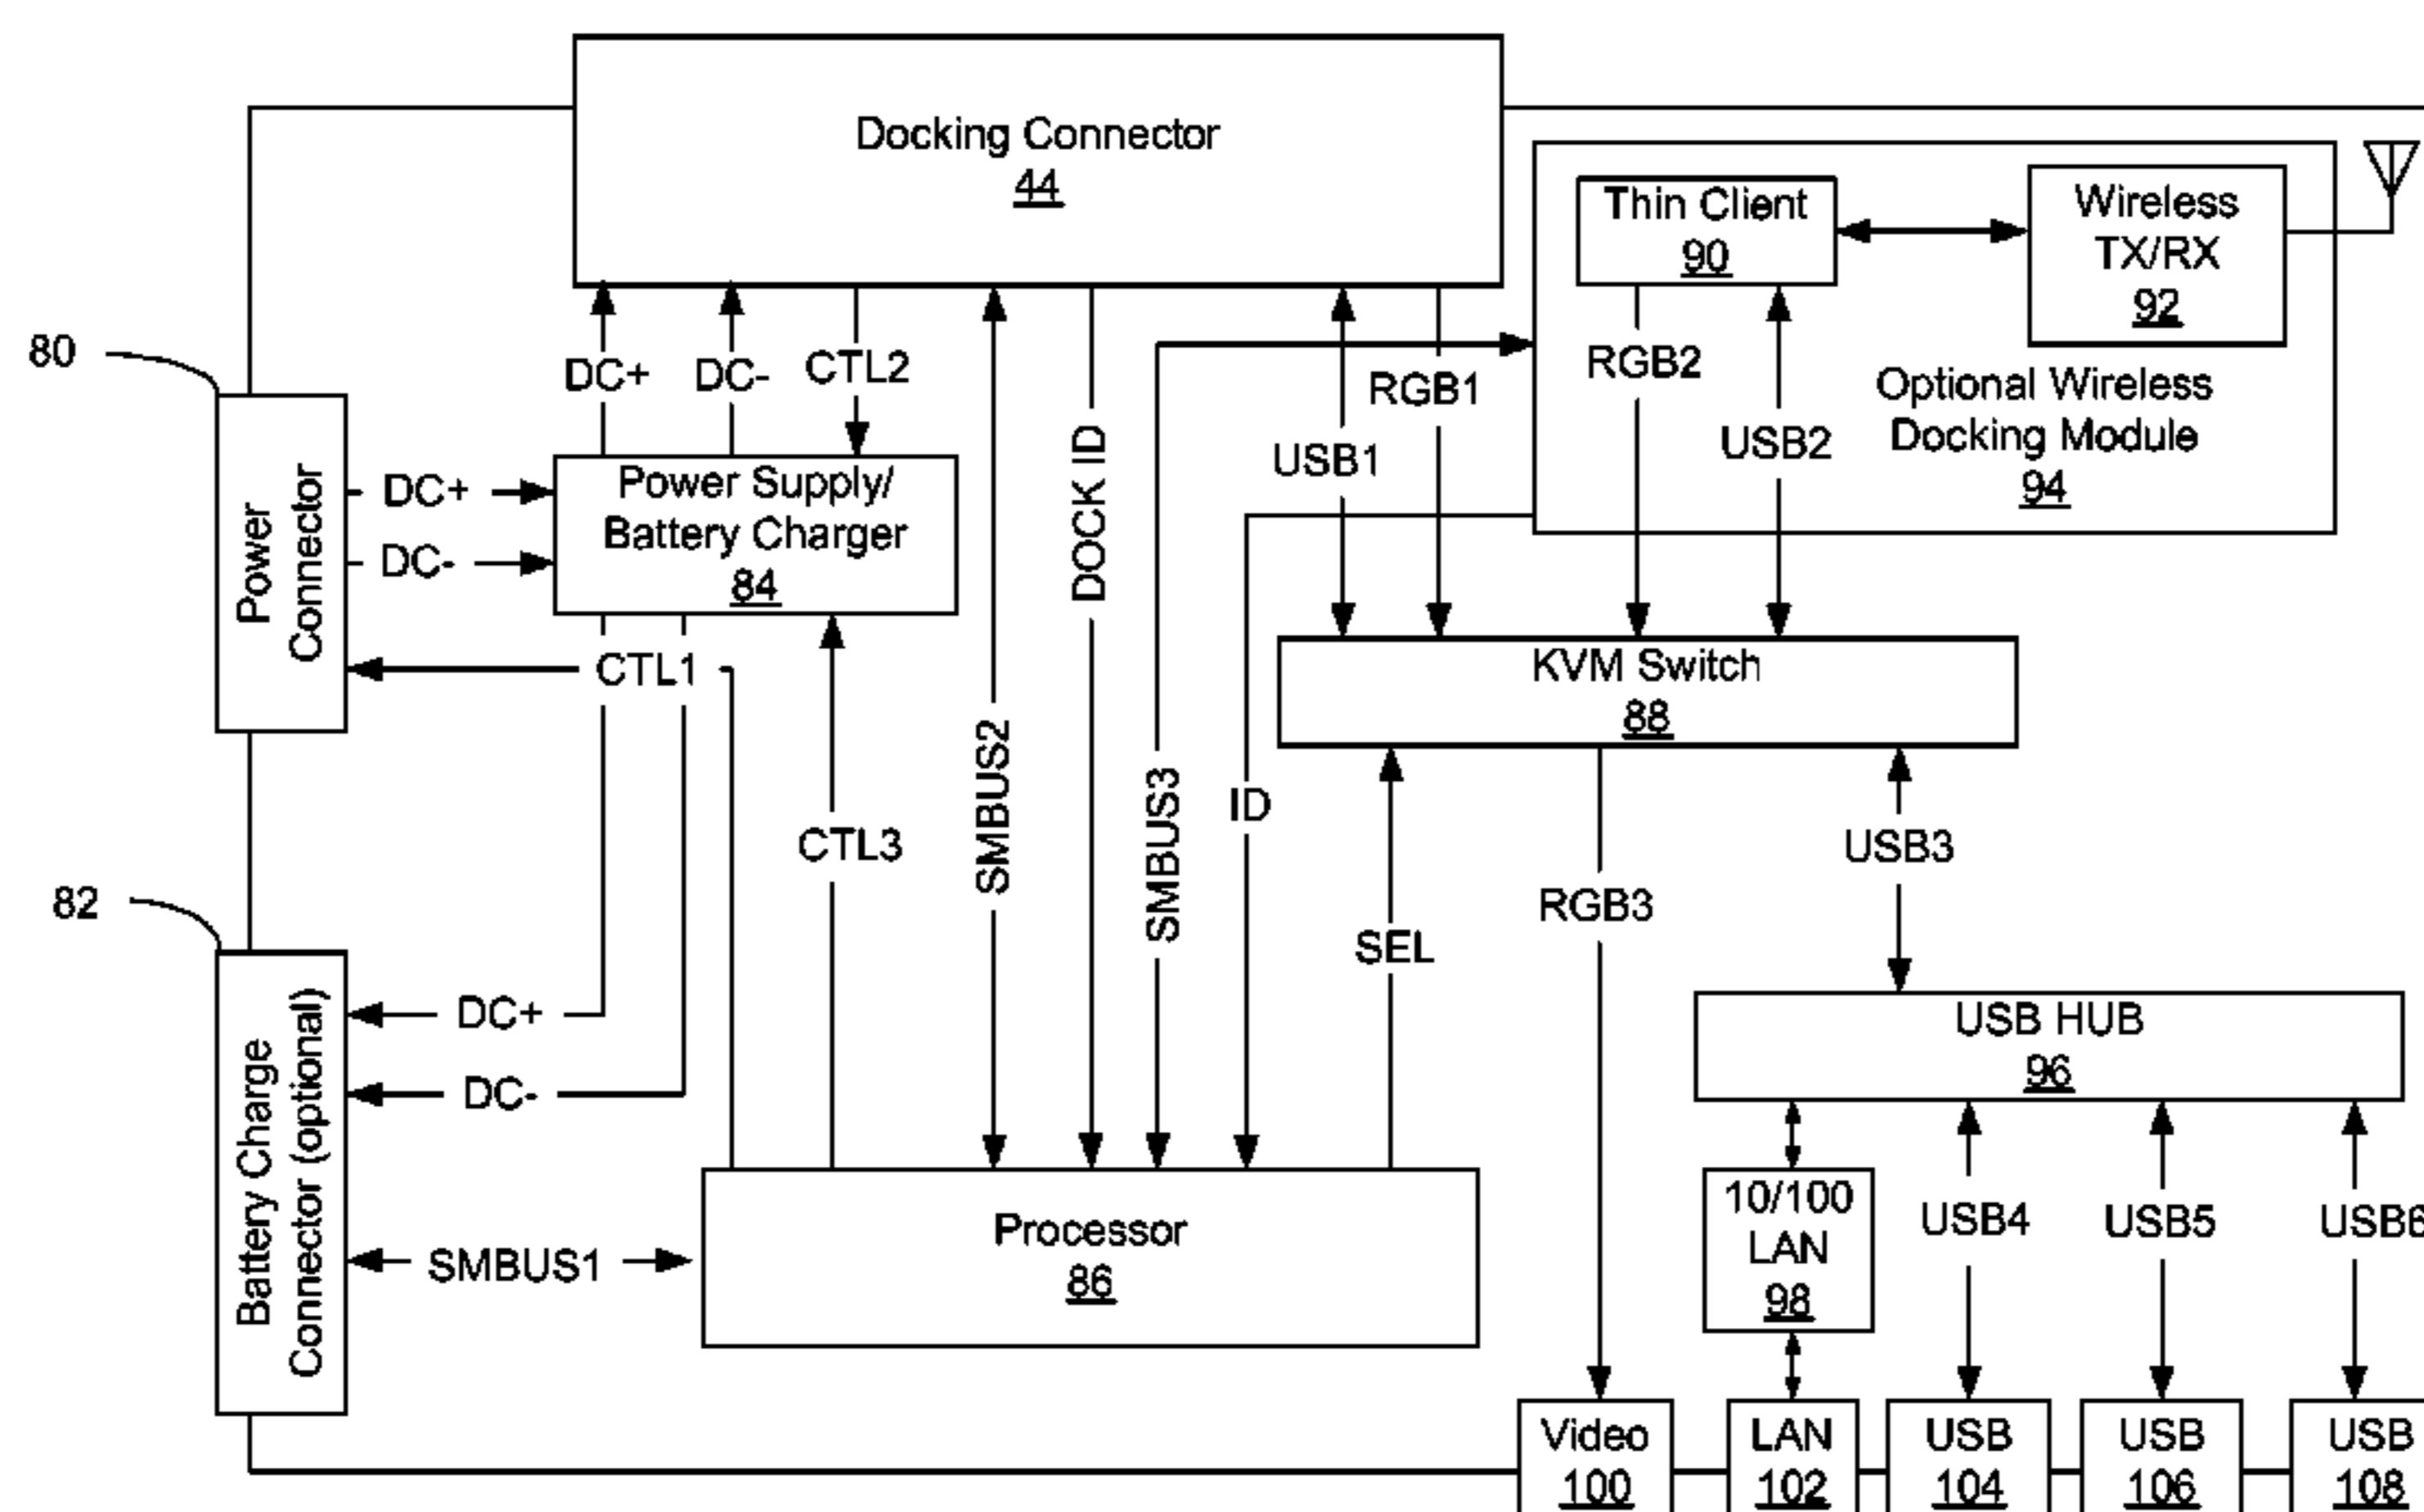 Docking Connector
44
Thin Client
90
Wireless
TX/RX
92
80
DC+
DC-
CTL2
RGB1
RGB2
USB1
USB2
Optional Wireless
Docking Module
94
DOCK ID
Power
Connector
DC+
DC-
Power Supply/
Battery Charger
84
CTL1
KVM Switch
88
SMBUS2
SMBUS3
ID
CTL3
USB3
RGB3
SEL
82
DC+
DC-
USB HUB
96
Battery Charge
Connector (optional)
SMBUS1
Processor
86
10/100
LAN
98
USB4
USB5
USB6
Video
100
LAN
102
USB
104
USB
106
USB
108